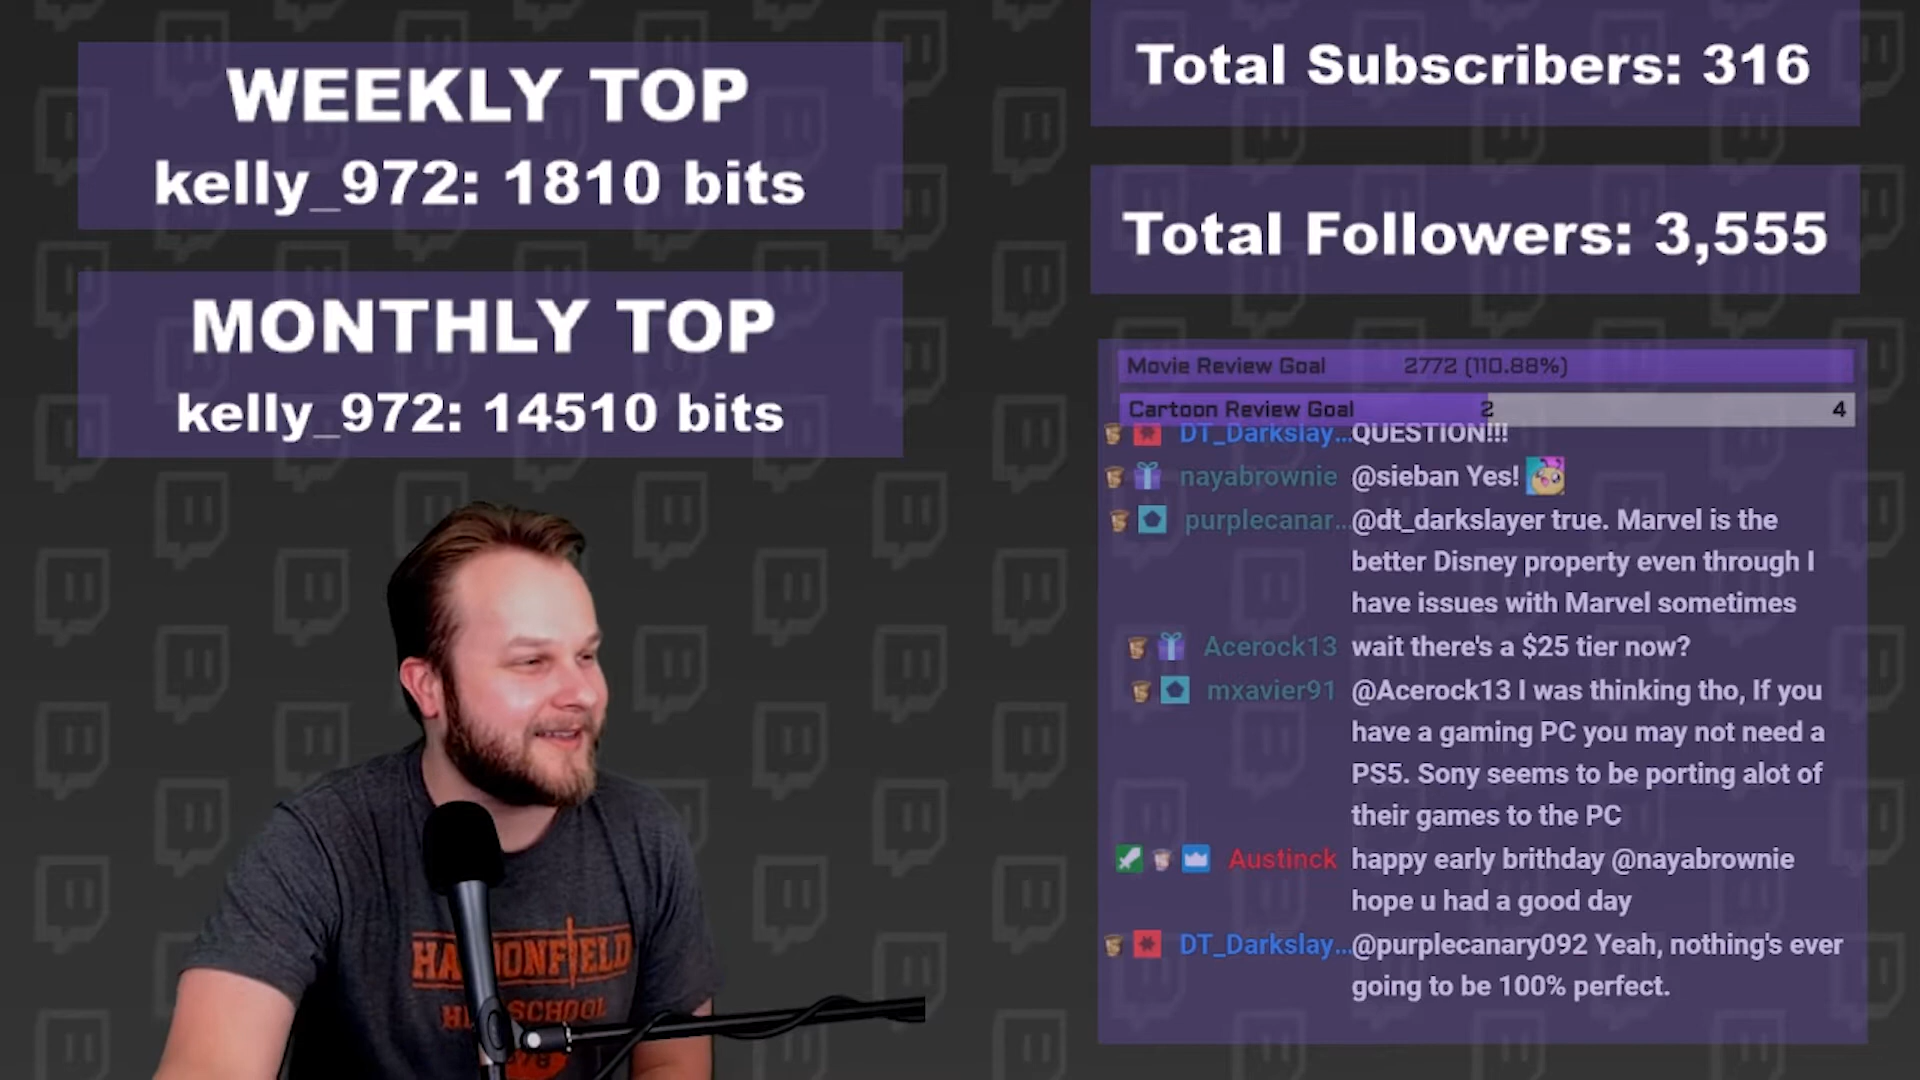 WEEKLY TOP
kelly_972: 1810 bits
MONTHLY TOP
kelly_972: 14510 bits
Total Subscribers: 316
Total Followers: 3,555
Movie Review Goal 2772 (110.88%)
Cartoon Review Goal 2 4
DT_Darkslay... QUESTION!!!
nayabrownie @sieban Yes!
purplecanar... @dt_darkslayer true. Marvel is the
better Disney property even through I
have issues with Marvel sometimes
Acerock13 wait there's a $25 tier now?
mxavier91 @Acerock13 I was thinking tho, If you
have a gaming PC you may not need a
PS5. Sony seems to be porting alot of
their games to the PC
Austinck happy early brithday @nayabrownie
hope u had a good day
DT_Darkslay... @purplecanary092 Yeah, nothing's ever
going to be 100% perfect.
SCHOOL